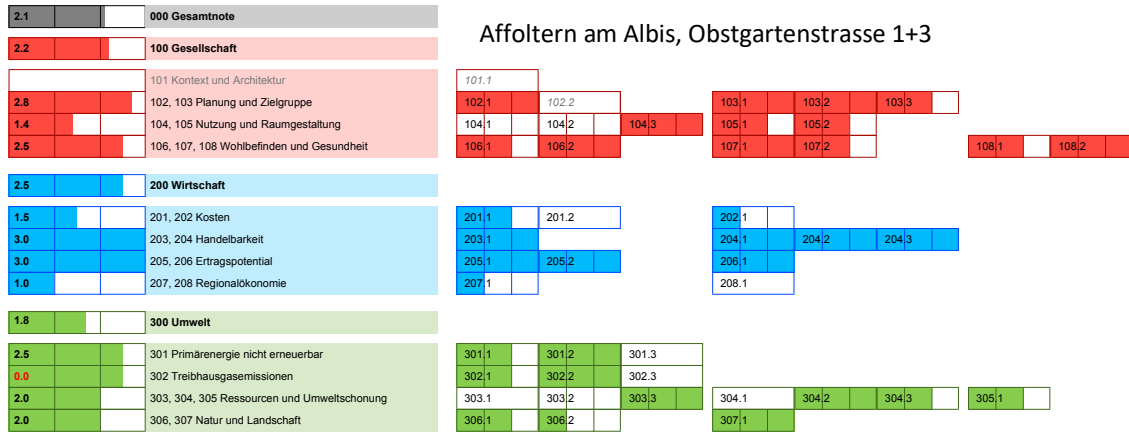 2.1 000 Gesamtnote
Affoltern am Albis, Obstgartenstrasse 1+3
2.2 100 Gesellschaft
101 Kontext und Architektur 101.1
2.8 102, 103 Planung und Zielgruppe 102.1 102.2 103.1 103.2 103.3
1.4 104, 105 Nutzung und Raumgestaltung 104.1 104.2 104.3 105.1 105.2
2.5 106, 107, 108 Wohlbefinden und Gesundheit 106.1 106.2 107.1 107.2 108.1 108.2
2.5 200 Wirtschaft
1.5 201, 202 Kosten 201.1 201.2 202.1
3.0 203, 204 Handelbarkeit 203.1 204.1 204.2 204.3
3.0 205, 206 Ertragspotential 205.1 205.2 206.1
1.0 207, 208 Regionalökonomie 207.1 208.1
1.8 300 Umwelt
2.5 301 Primärenergie nicht erneuerbar 301.1 301.2 301.3
0.0 302 Treibhausgasemissionen 302.1 302.2 302.3
2.0 303, 304, 305 Ressourcen und Umweltschonung 303.1 303.2 303.3 304.1 304.2 304.3 305.1
2.0 306, 307 Natur und Landschaft 306.1 306.2 307.1